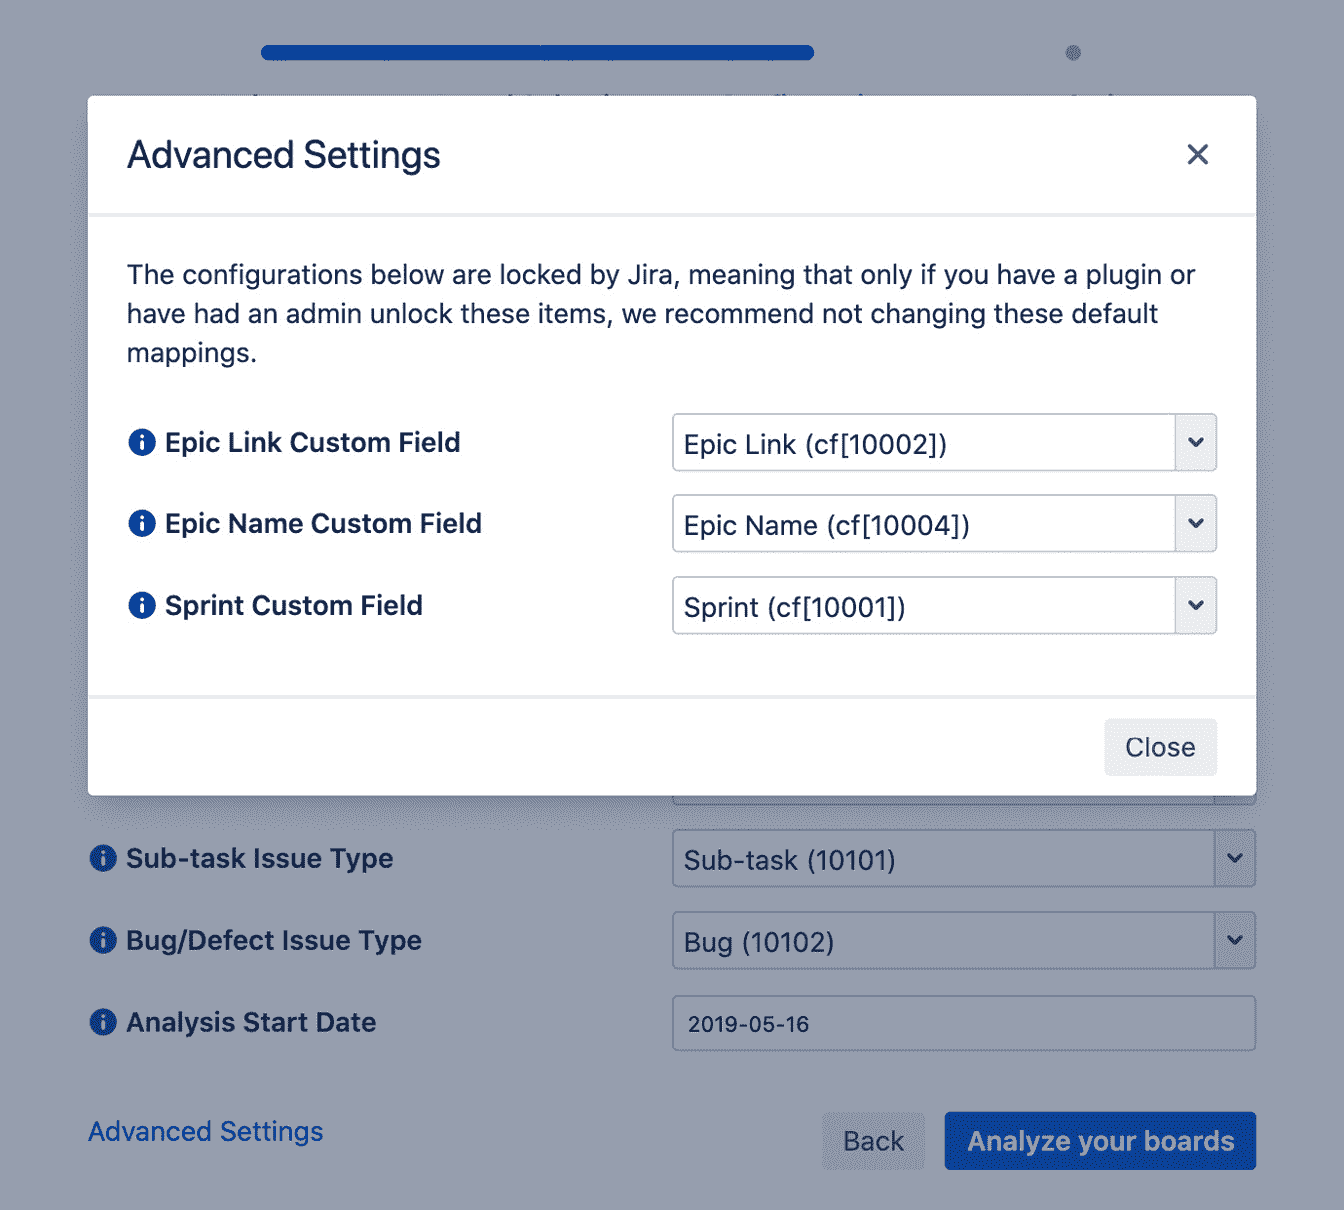 Advanced Settings
The configurations below are locked by Jira, meaning that only if you have a plugin or
have had an admin unlock these items, we recommend not changing these default
mappings.
Epic Link Custom Field
Epic Link (cf[10002])
Epic Name Custom Field
Epic Name (cf[10004])
Sprint Custom Field
Sprint (cf[10001])
Close
Sub-task Issue Type
Sub-task (10101)
Bug/Defect Issue Type
Bug (10102)
Analysis Start Date
2019-05-16
Advanced Settings
Back
Analyze your boards